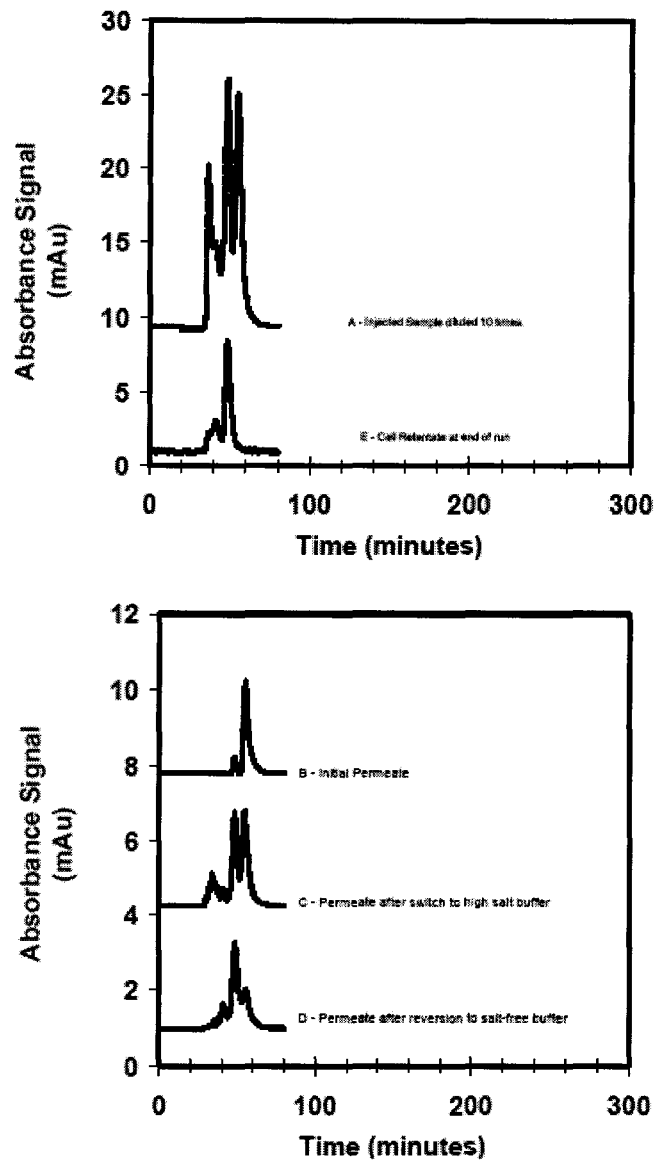 30
25
20
15
10
5
0
Absorbance Signal
(mAu)
A - Injected Sample diluted 10 times
E - Cell Retentate at end of run
0 100 200 300
Time (minutes)
12
10
8
6
4
2
0
Absorbance Signal
(mAu)
B - Initial Permeate
C - Permeate after switch to high salt buffer
D - Permeate after reversion to salt-free buffer
0 100 200 300
Time (minutes)